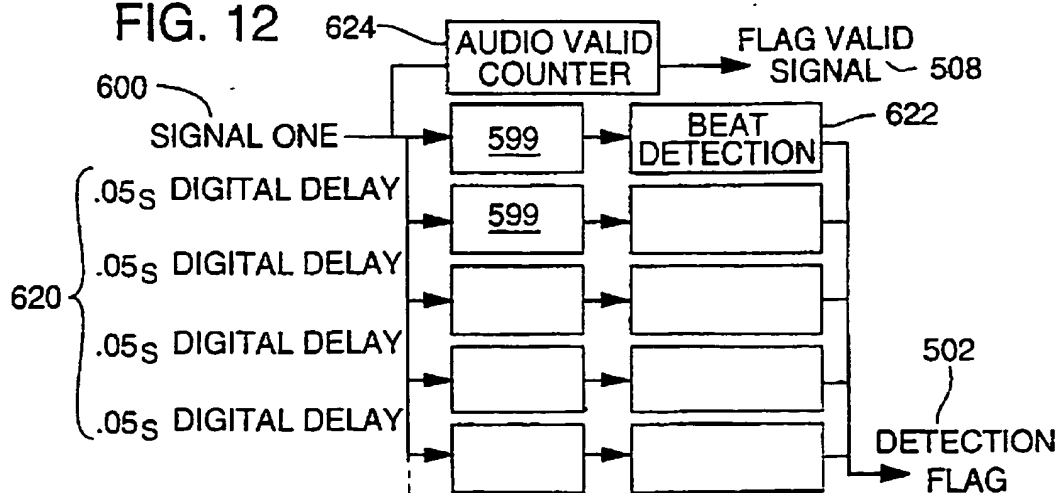 FIG. 12
624
AUDIO VALID
COUNTER
FLAG VALID
SIGNAL 508
600
SIGNAL ONE
599
BEAT
DETECTION
622
.05S DIGITAL DELAY
599
.05S DIGITAL DELAY
620
.05S DIGITAL DELAY
.05S DIGITAL DELAY
502
DETECTION
FLAG